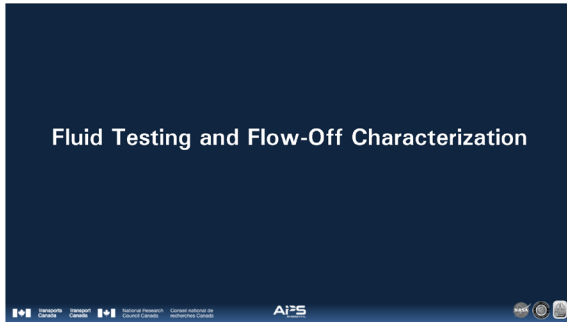 Fluid Testing and Flow-Off Characterization
Transports Canada
Transport Canada
National Research Council Canada
Conseil national de recherches Canada
APS
NASA